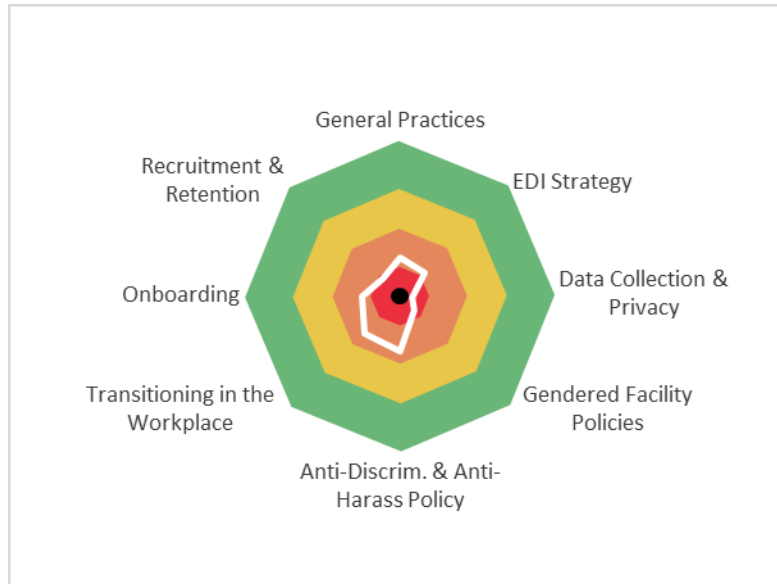 General Practices
EDI Strategy
Data Collection &
Privacy
Gendered Facility
Policies
Anti-Discrim. & Anti-
Harass Policy
Transitioning in the
Workplace
Onboarding
Recruitment &
Retention